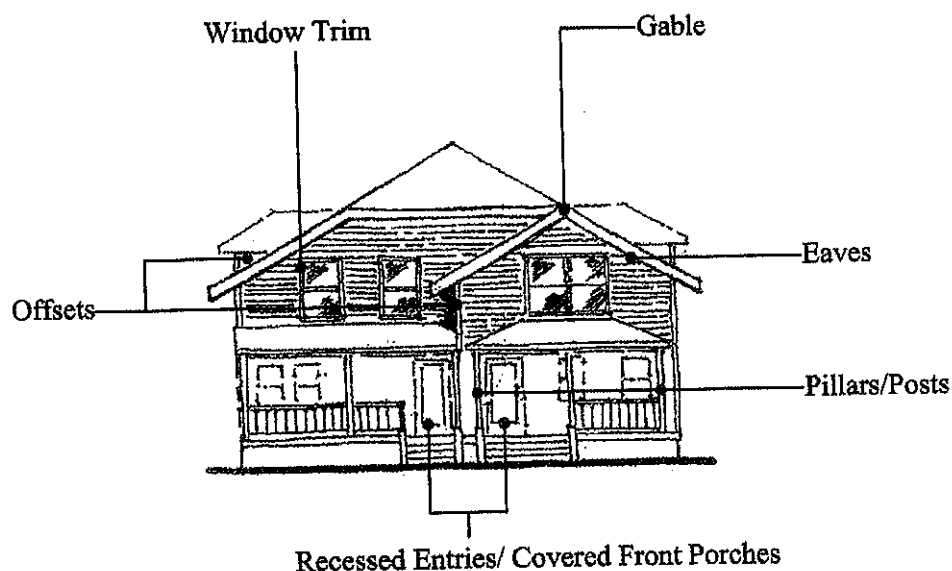 Window Trim
Gable
Eaves
Offsets
Pillars/Posts
Recessed Entries/ Covered Front Porches